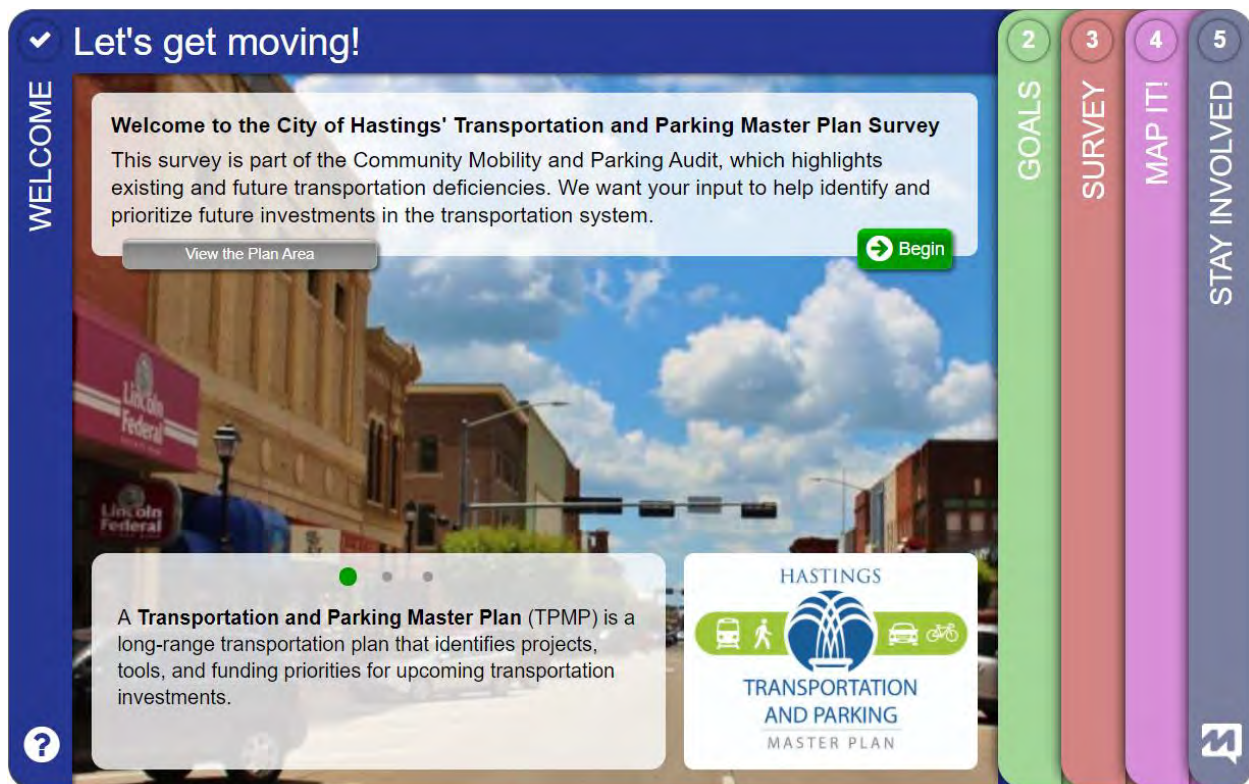 Let's get moving!
WELCOME
Welcome to the City of Hastings' Transportation and Parking Master Plan Survey
This survey is part of the Community Mobility and Parking Audit, which highlights
existing and future transportation deficiencies. We want your input to help identify and
prioritize future investments in the transportation system.
View the Plan Area
Begin
Lincoln
Federal
Lincoln
Federal
A Transportation and Parking Master Plan (TPMP) is a
long-range transportation plan that identifies projects,
tools, and funding priorities for upcoming transportation
investments.
HASTINGS
TRANSPORTATION
AND PARKING
MASTER PLAN
?
2
GOALS
3
SURVEY
4
MAP IT!
5
STAY INVOLVED